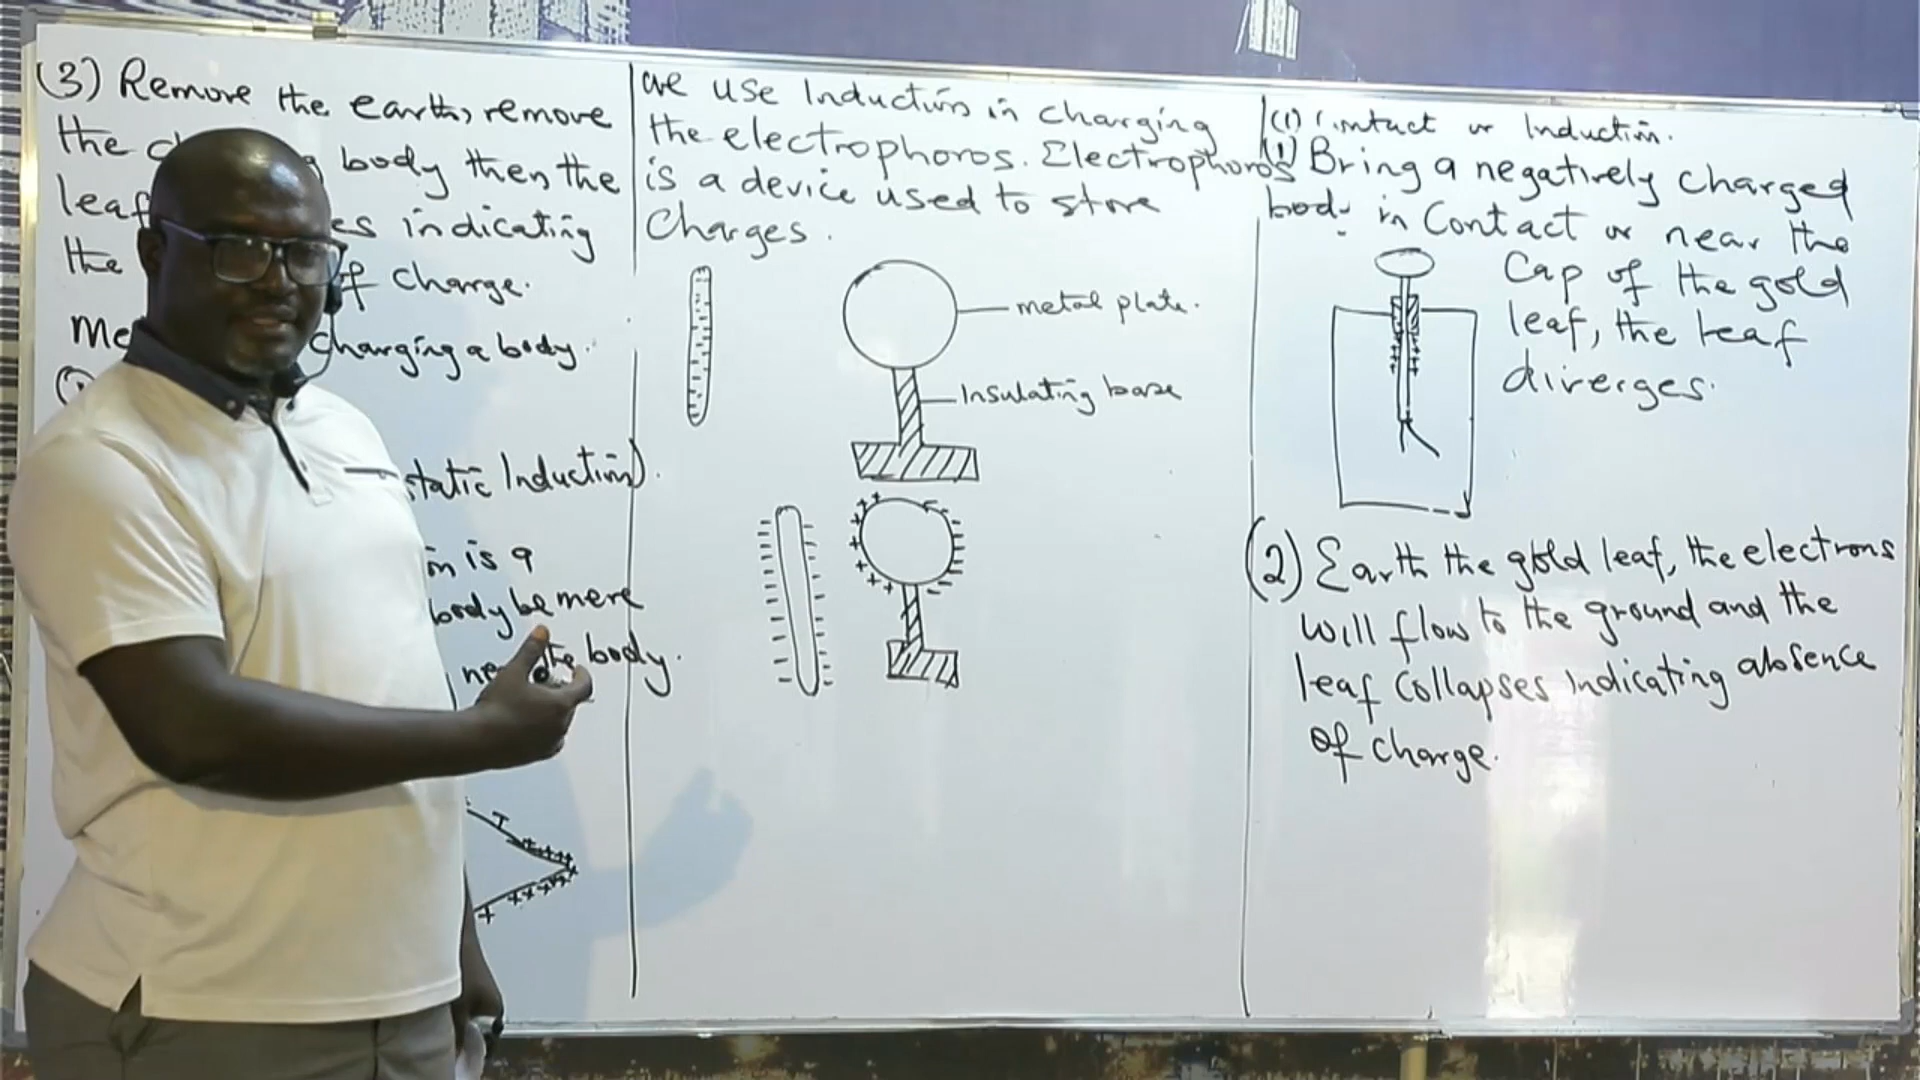 (3) Remove the earth, remove
the body then the
leaf indicating
the of charge.
charging a body.
static Induction).
is a
body be mere
the body.
T
we use Induction in charging
the electrophoros. Electrophoros
is a device used to store
Charges.
metal plate.
Insulating base
(1) Contact or Induction.
(1) Bring a negatively charged
body in Contact or near the
Cap of the gold
leaf, the leaf
diverges.
(2) Earth the gold leaf, the electrons
will flow to the ground and the
leaf Collapses indicating absence
of charge.